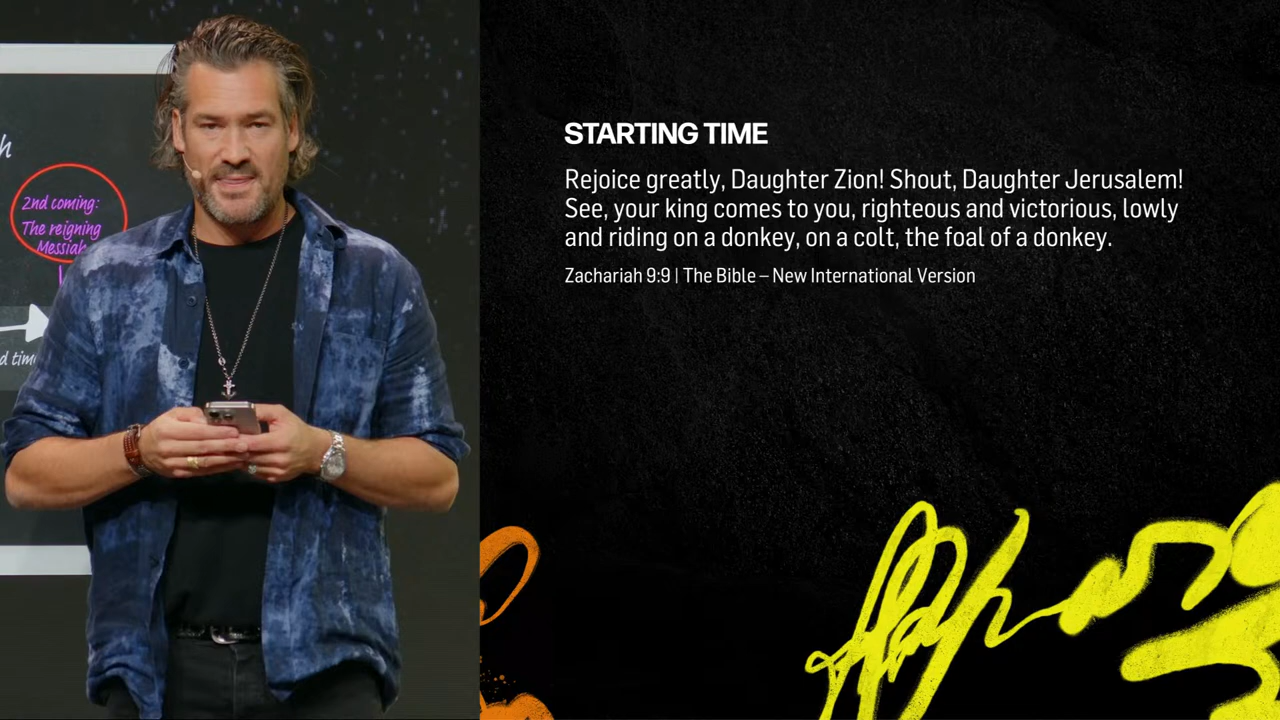 h
2nd coming:
The reigning
Messiah
d time
STARTING TIME
Rejoice greatly, Daughter Zion! Shout, Daughter Jerusalem!
See, your king comes to you, righteous and victorious, lowly
and riding on a donkey, on a colt, the foal of a donkey.
Zachariah 9:9 | The Bible – New International Version